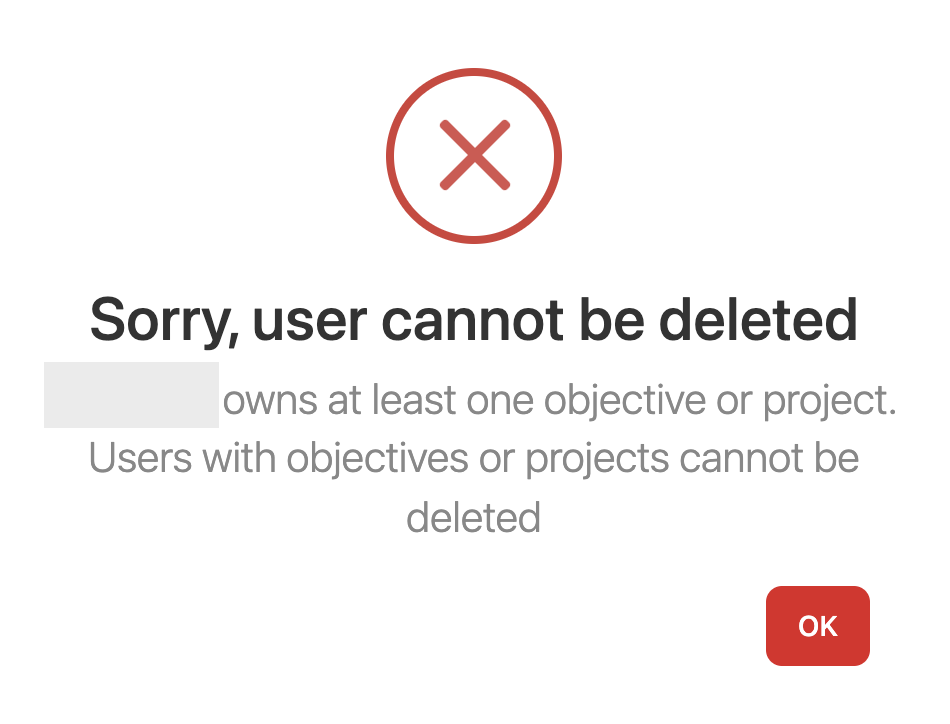 Sorry, user cannot be deleted
owns at least one objective or project.
Users with objectives or projects cannot be
deleted
OK